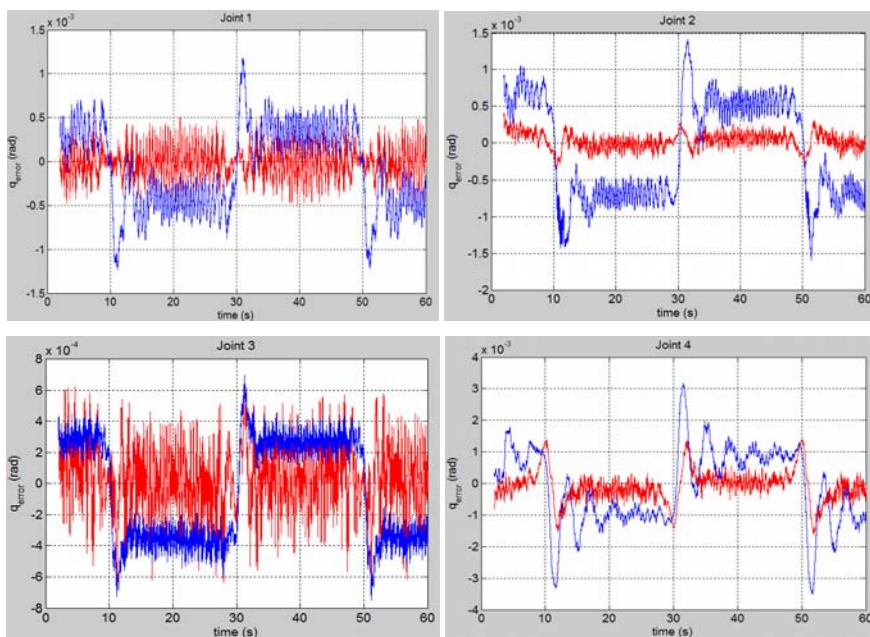 Joint 1
x 10⁻³
1.5
1
0.5
0
-0.5
-1
-1.5
q_error (rad)
0 10 20 30 40 50 60
time (s)
Joint 2
x 10⁻³
1.5
1
0.5
0
-0.5
-1
-1.5
-2
q_error (rad)
0 10 20 30 40 50 60
time (s)
Joint 3
x 10⁻⁴
8
6
4
2
0
-2
-4
-6
-8
q_error (rad)
0 10 20 30 40 50 60
time (s)
Joint 4
x 10⁻³
4
3
2
1
0
-1
-2
-3
-4
q_error (rad)
0 10 20 30 40 50 60
time (s)